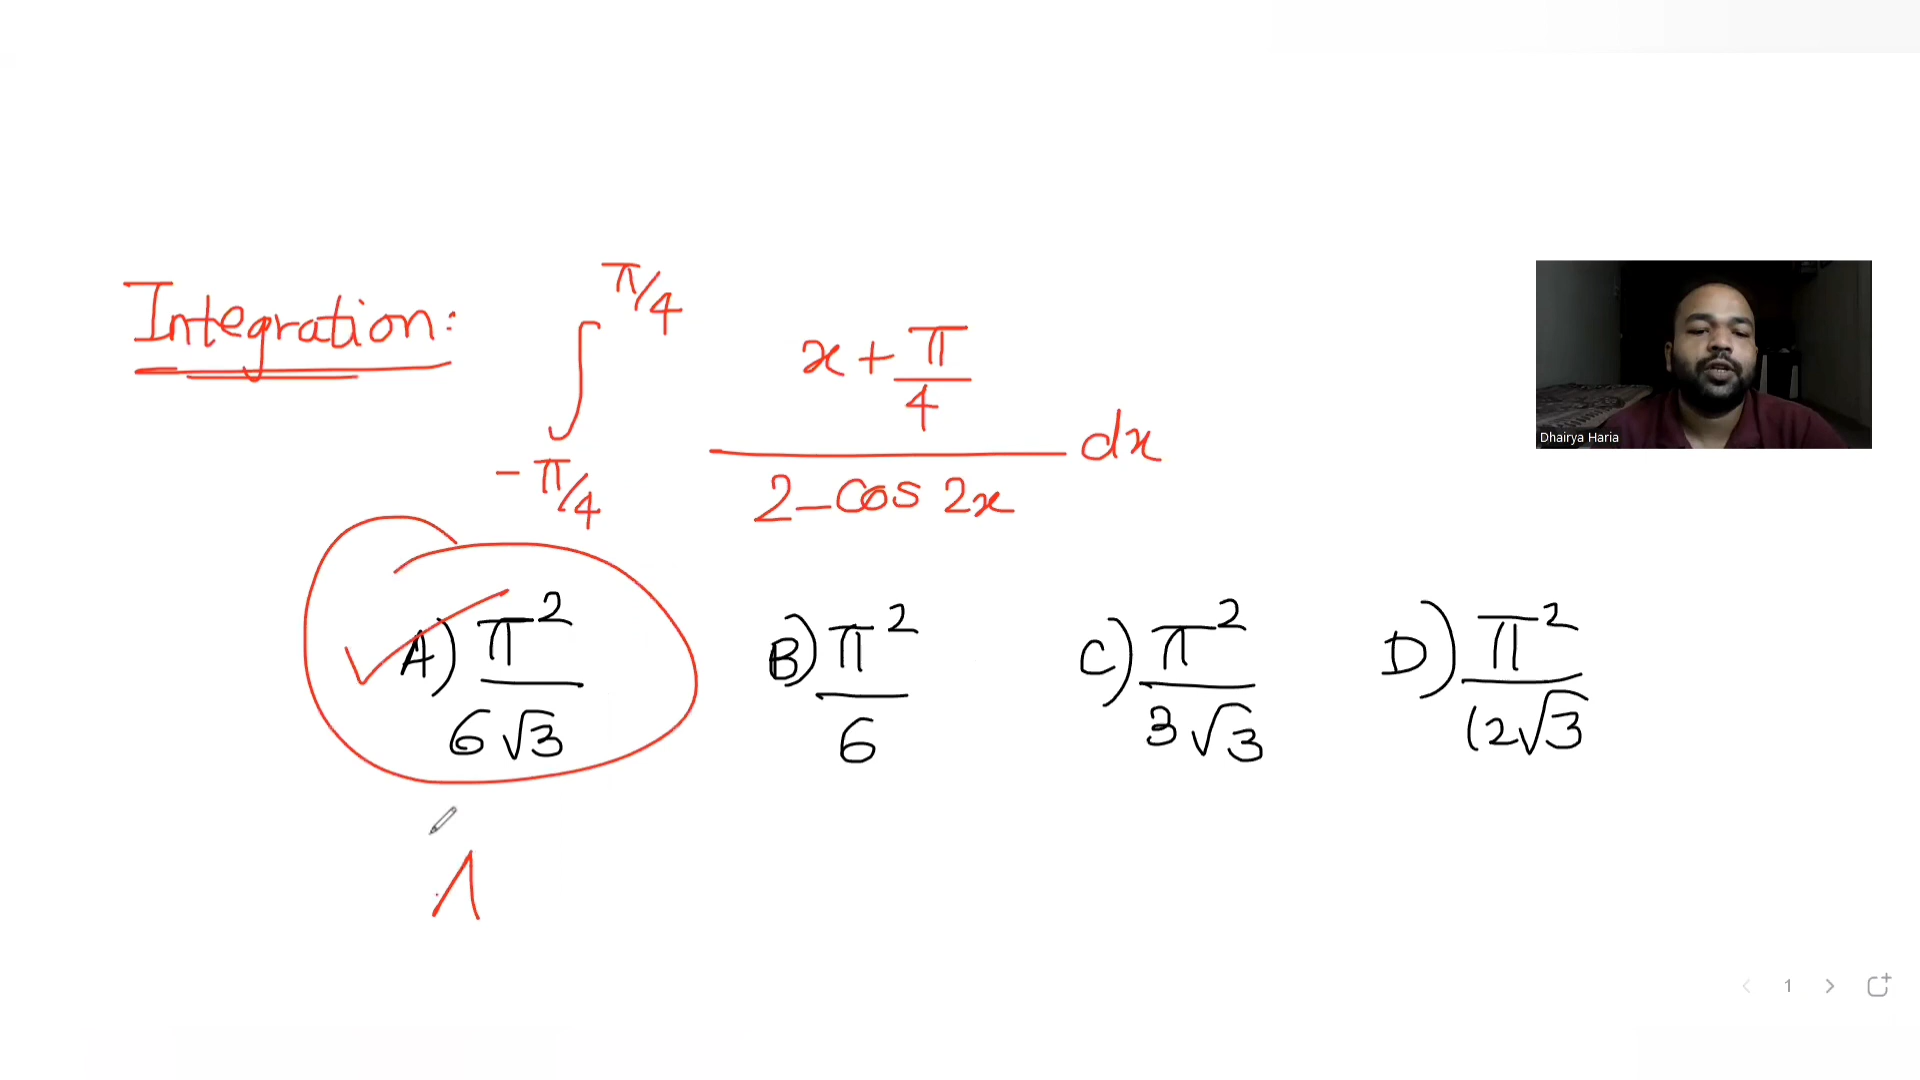 Integration: ∫_{-π/4}^{π/4} (x + π/4)/(2 - cos 2x) dx
Dhairya Haria
A) π²/(6√3) B) π²/6 C) π²/(3√3) D) π²/(12√3)
1